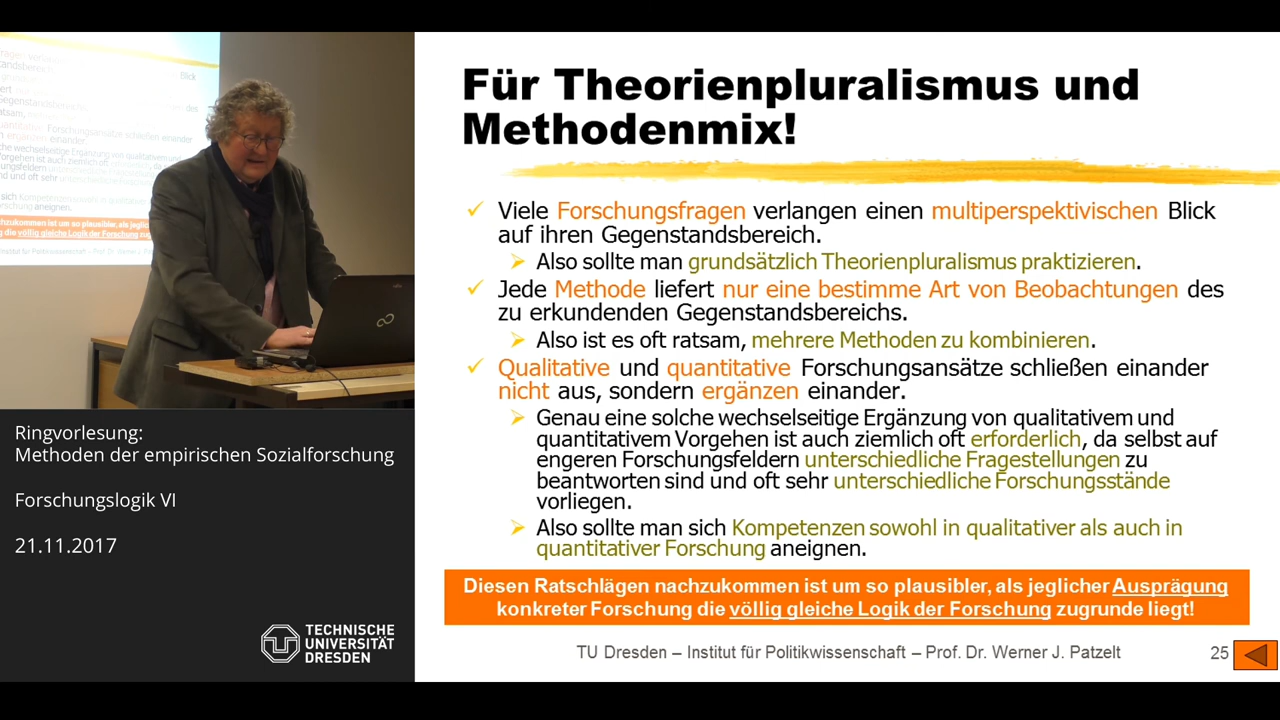 Für Theorienpluralismus und
Methodenmix!
Viele Forschungsfragen verlangen einen multiperspektivischen Blick
auf ihren Gegenstandsbereich.
Also sollte man grundsätzlich Theorienpluralismus praktizieren.
Jede Methode liefert nur eine bestimme Art von Beobachtungen des
zu erkundenden Gegenstandsbereichs.
Also ist es oft ratsam, mehrere Methoden zu kombinieren.
Qualitative und quantitative Forschungsansätze schließen einander
nicht aus, sondern ergänzen einander.
Genau eine solche wechselseitige Ergänzung von qualitativem und
quantitativem Vorgehen ist auch ziemlich oft erforderlich, da selbst auf
engeren Forschungsfeldern unterschiedliche Fragestellungen zu
beantworten sind und oft sehr unterschiedliche Forschungsstände
vorliegen.
Also sollte man sich Kompetenzen sowohl in qualitativer als auch in
quantitativer Forschung aneignen.
Diesen Ratschlägen nachzukommen ist um so plausibler, als jeglicher Ausprägung
konkreter Forschung die völlig gleiche Logik der Forschung zugrunde liegt!
TU Dresden – Institut für Politikwissenschaft – Prof. Dr. Werner J. Patzelt
25
Ringvorlesung:
Methoden der empirischen Sozialforschung
Forschungslogik VI
21.11.2017
TECHNISCHE
UNIVERSITÄT
DRESDEN